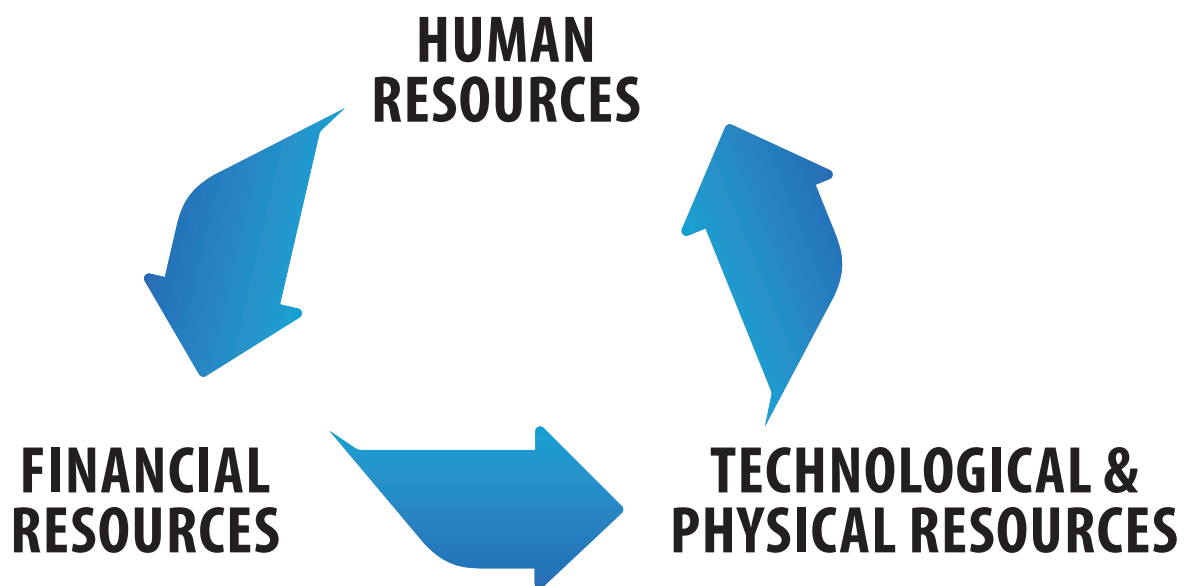 HUMAN
RESOURCES
FINANCIAL
RESOURCES
TECHNOLOGICAL &
PHYSICAL RESOURCES